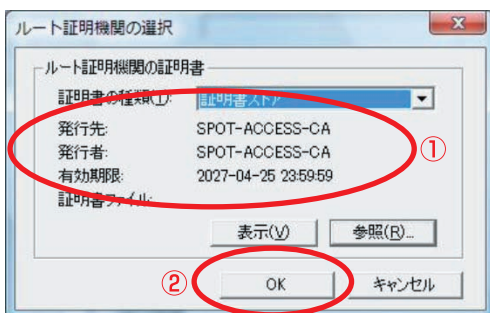 ルート証明機関の選択
ルート証明機関の証明書
証明書の種類(T): 証明書ストア
発行先: SPOT-ACCESS-CA
発行者: SPOT-ACCESS-CA
有効期限: 2027-04-25 23:59:59
証明書ファイル:
①
表示(V) 参照(R)...
② OK キャンセル